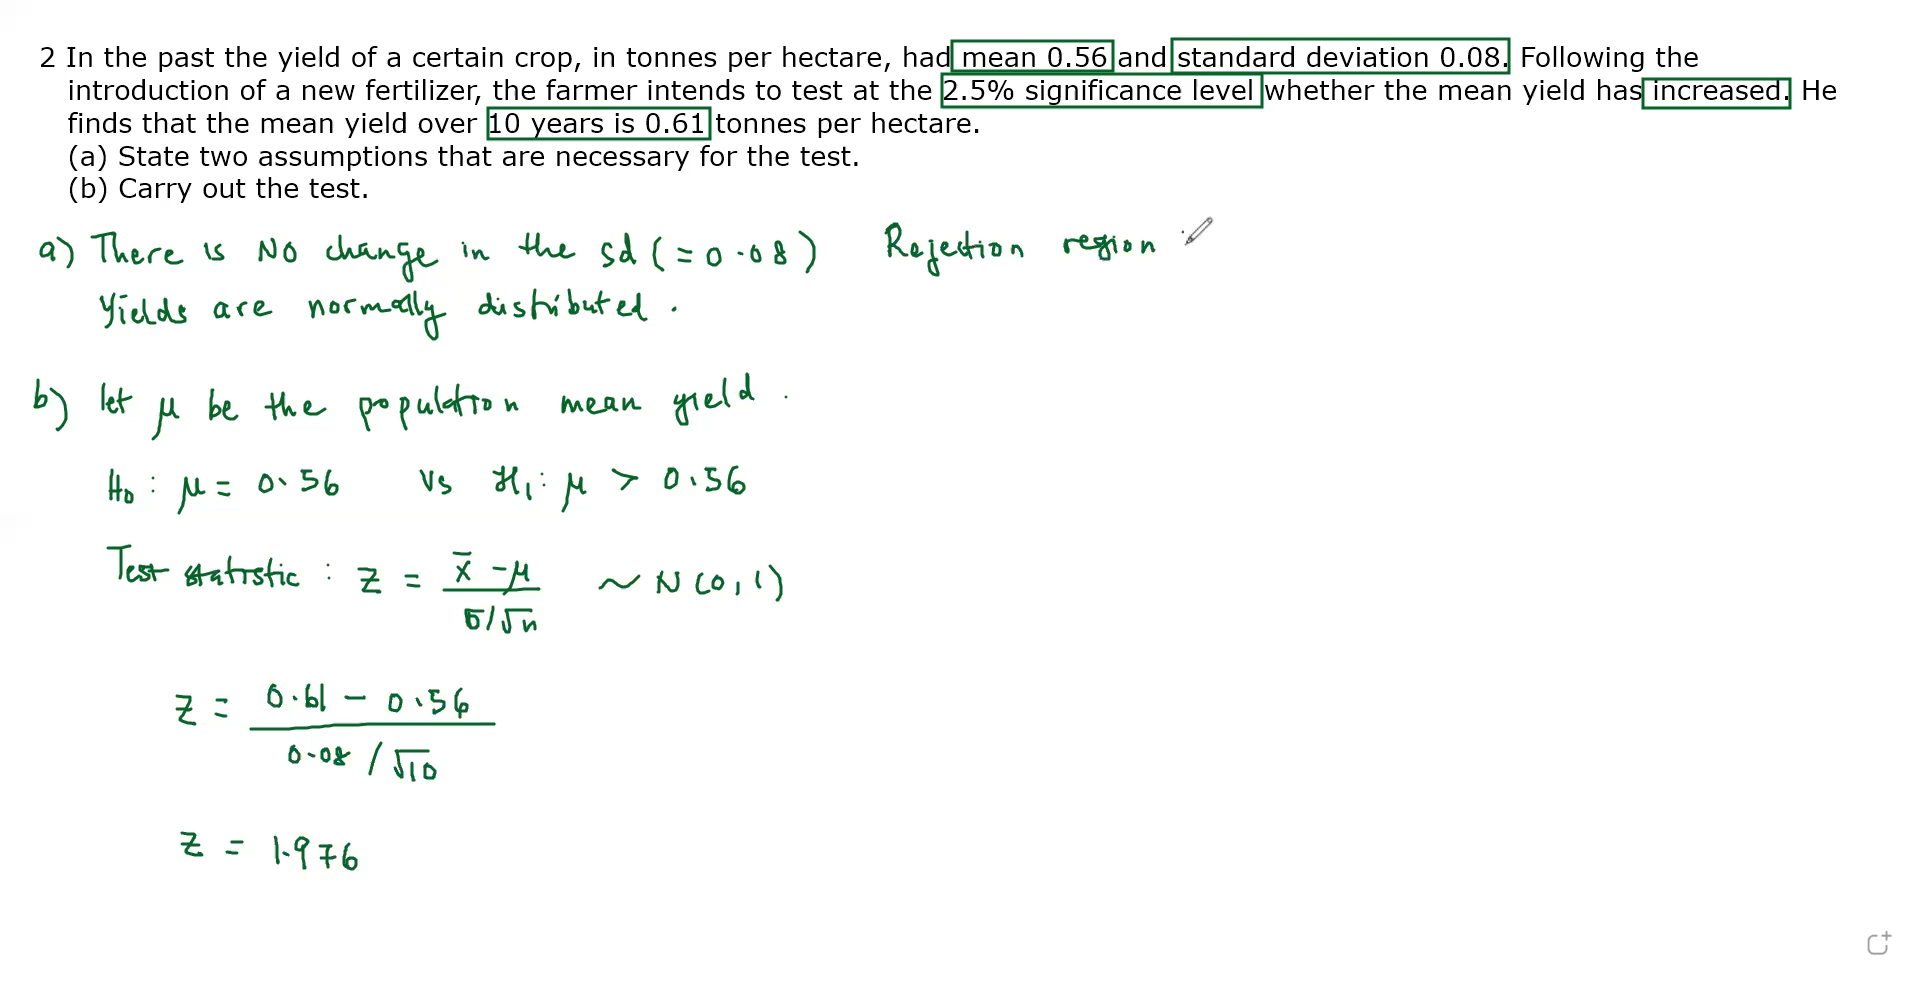 2 In the past the yield of a certain crop, in tonnes per hectare, had mean 0.56 and standard deviation 0.08. Following the
introduction of a new fertilizer, the farmer intends to test at the 2.5% significance level whether the mean yield has increased. He
finds that the mean yield over 10 years is 0.61 tonnes per hectare.
(a) State two assumptions that are necessary for the test.
(b) Carry out the test.
a) There is NO change in the sd (= 0.08)
Yields are normally distributed.
b) let μ be the population mean yield.
H₀ : μ = 0.56 vs H₁ : μ > 0.56
Test statistic : z = (x̄ - μ) / (σ/√n) ~ N(0,1)
z = (0.61 - 0.56) / (0.08/√10)
z = 1.976
Rejection region :